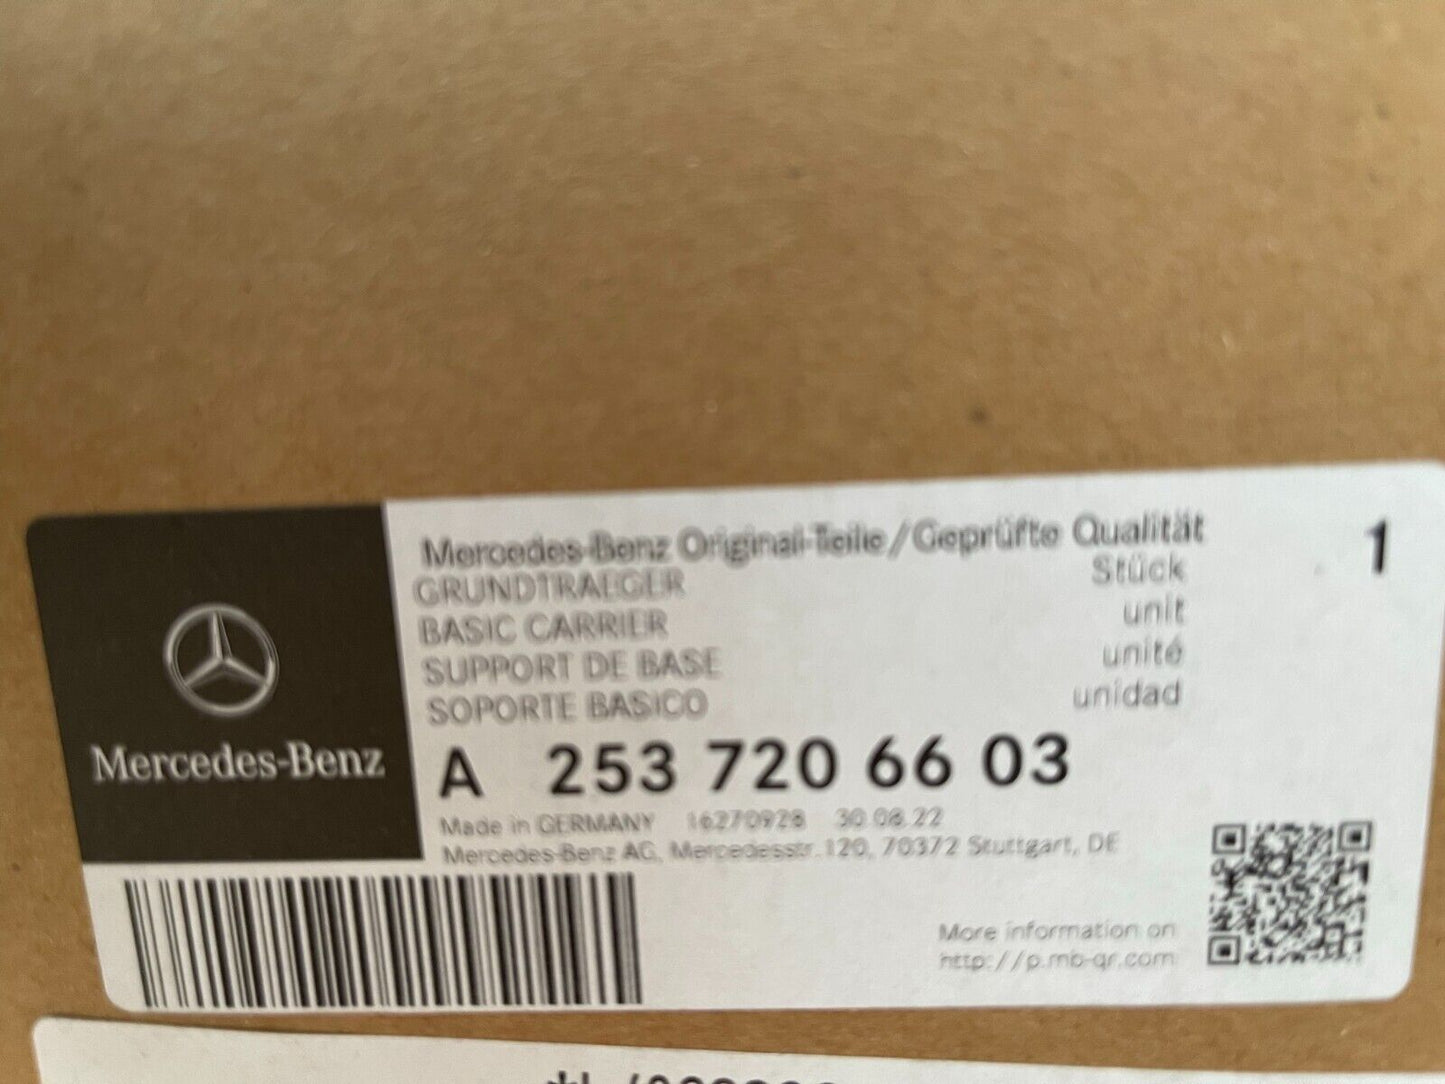 Mercedes-Benz
Mercedes-Benz Original-Teile/Geprüfte Qualität
1
GRUNDTRAEGER Stück
BASIC CARRIER unit
SUPPORT DE BASE unité
SOPORTE BASICO unidad
A 253 720 66 03
Made in GERMANY 16270928 30.08.22
Mercedes-Benz AG, Mercedesstr.120, 70372 Stuttgart, DE
More information on
http://p.mb-qr.com